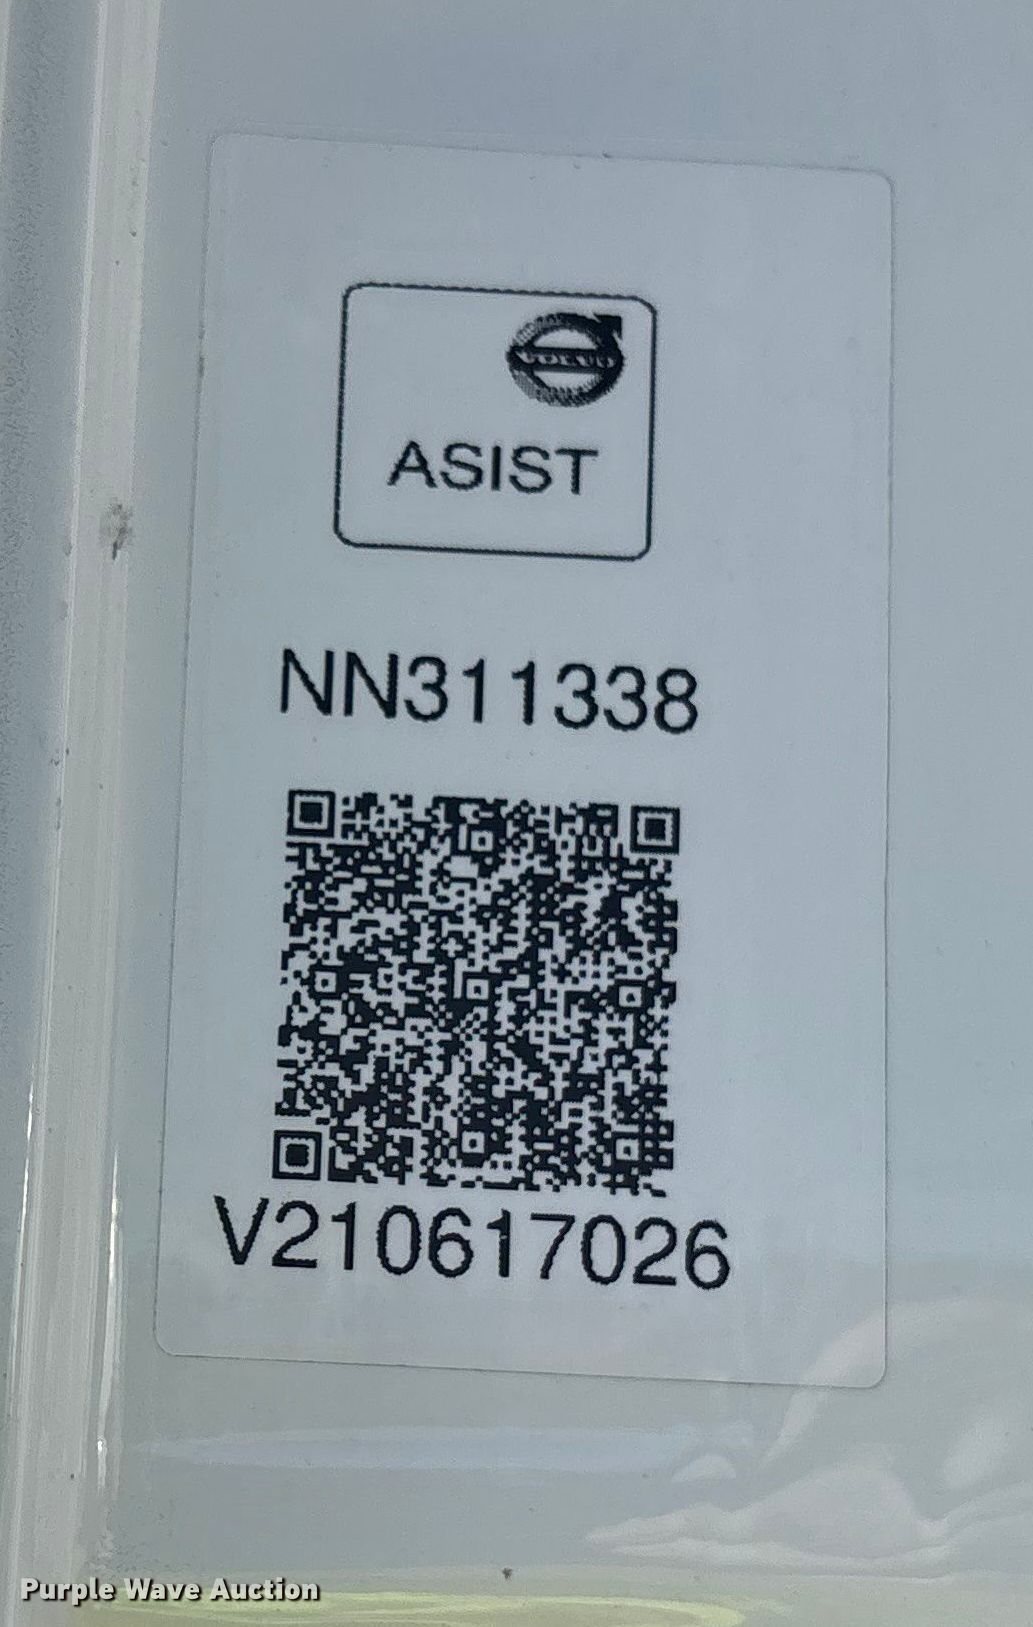 VOLVO
ASIST
NN311338
V210617026
Purple Wave Auction